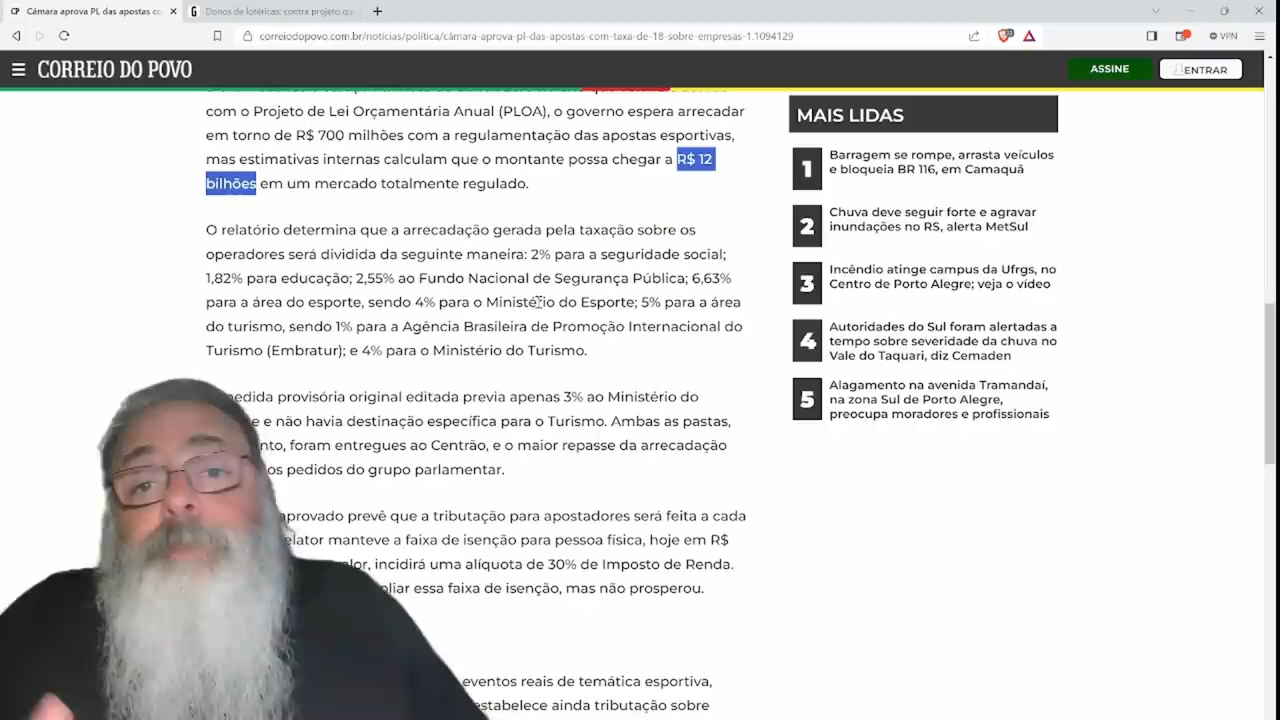 Câmara aprova PL das apostas co
Donos de lotéricas: contra projeto qu
correiodopovo.com.br/notícias/política/câmara-aprova-pl-das-apostas-com-taxa-de-18-sobre-empresas-1.1094129
VPN
CORREIO DO POVO
ASSINE
ENTRAR
com o Projeto de Lei Orçamentária Anual (PLOA), o governo espera arrecadar
em torno de R$ 700 milhões com a regulamentação das apostas esportivas,
mas estimativas internas calculam que o montante possa chegar a R$ 12
bilhões em um mercado totalmente regulado.
O relatório determina que a arrecadação gerada pela taxação sobre os
operadores será dividida da seguinte maneira: 2% para a seguridade social;
1,82% para educação; 2,55% ao Fundo Nacional de Segurança Pública; 6,63%
para a área do esporte, sendo 4% para o Ministério do Esporte; 5% para a área
do turismo, sendo 1% para a Agência Brasileira de Promoção Internacional do
Turismo (Embratur); e 4% para o Ministério do Turismo.
provisória original editada previa apenas 3% ao Ministério do
e não havia destinação específica para o Turismo. Ambas as pastas,
foram entregues ao Centrão, e o maior repasse da arrecadação
os pedidos do grupo parlamentar.
aprovado prevê que a tributação para apostadores será feita a cada
manteve a faixa de isenção para pessoa física, hoje em R$
incidirá uma alíquota de 30% de Imposto de Renda.
essa faixa de isenção, mas não prosperou.
eventos reais de temática esportiva,
estabelece ainda tributação sobre
MAIS LIDAS
1
Barragem se rompe, arrasta veículos
e bloqueia BR 116, em Camaquã
2
Chuva deve seguir forte e agravar
inundações no RS, alerta MetSul
3
Incêndio atinge campus da Ufrgs, no
Centro de Porto Alegre; veja o vídeo
4
Autoridades do Sul foram alertadas a
tempo sobre severidade da chuva no
Vale do Taquari, diz Cemaden
5
Alagamento na avenida Tramandaí,
na zona Sul de Porto Alegre,
preocupa moradores e profissionais